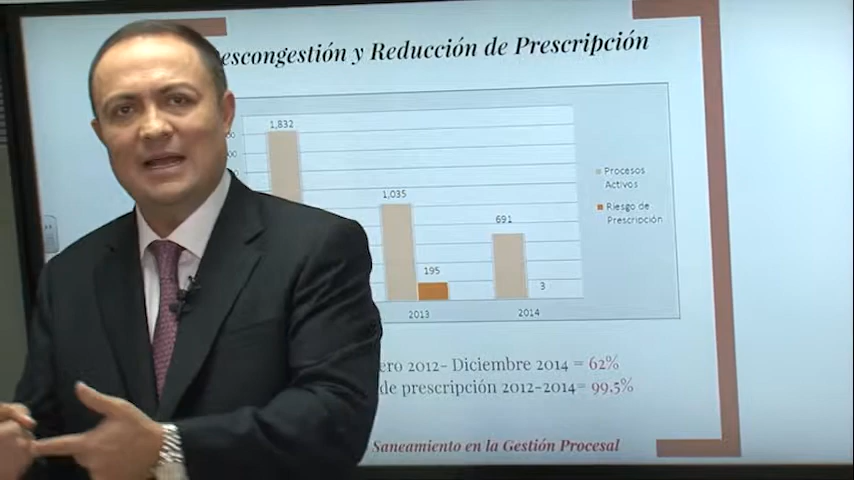 escongestión y Reducción de Prescripción
1,832
1,035
195
691
3
Procesos
Activos
Riesgo de
Prescripción
2013
2014
ero 2012- Diciembre 2014 = 62%
de prescripción 2012-2014= 99,5%
Saneamiento en la Gestión Procesal